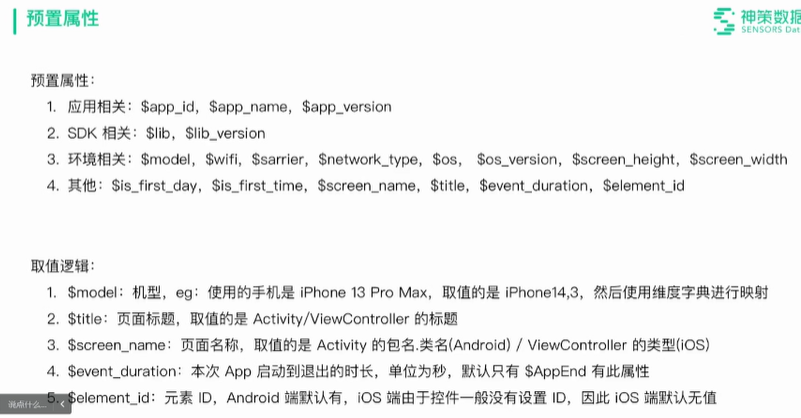 预置属性
神策数据
SENSORS Dat
预置属性：
1. 应用相关：$app_id，$app_name，$app_version
2. SDK 相关：$lib，$lib_version
3. 环境相关：$model，$wifi，$sarrier，$network_type，$os， $os_version，$screen_height，$screen_width
4. 其他：$is_first_day，$is_first_time，$screen_name，$title，$event_duration，$element_id
取值逻辑：
1. $model：机型，eg：使用的手机是 iPhone 13 Pro Max，取值的是 iPhone14,3，然后使用维度字典进行映射
2. $title：页面标题，取值的是 Activity/ViewController 的标题
3. $screen_name：页面名称，取值的是 Activity 的包名.类名(Android) / ViewController 的类型(iOS)
4. $event_duration：本次 App 启动到退出的时长，单位为秒，默认只有 $AppEnd 有此属性
5. $element_id：元素 ID，Android 端默认有，iOS 端由于控件一般没有设置 ID，因此 iOS 端默认无值
说点什么...